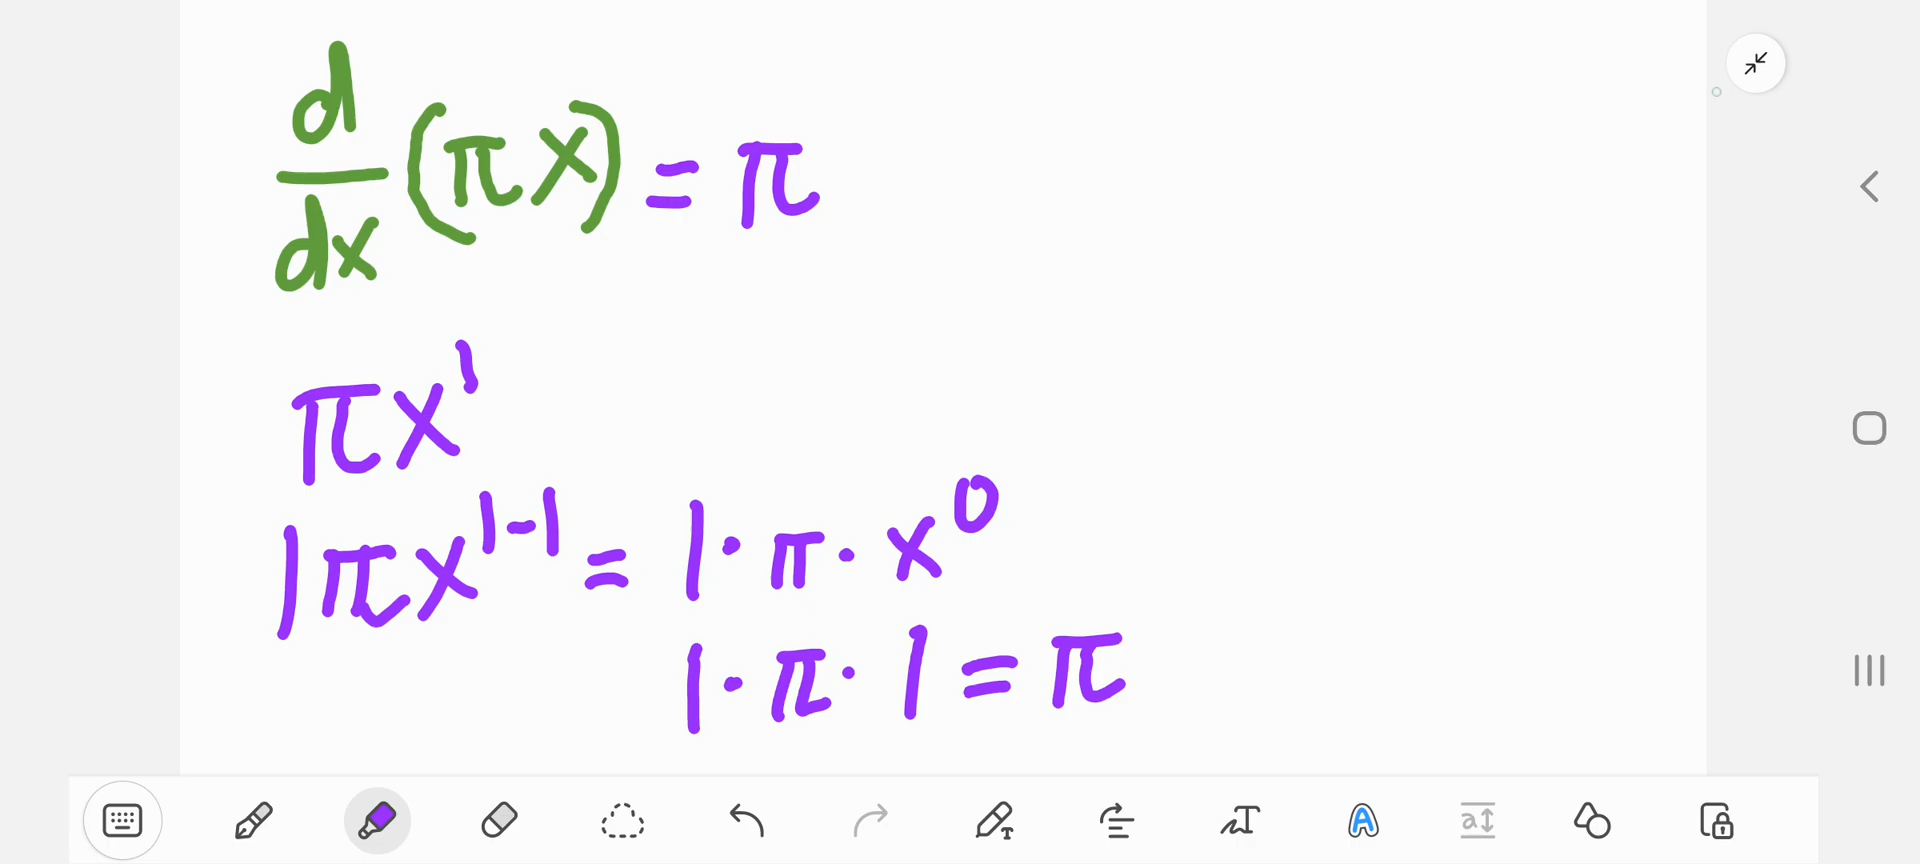 d/dx (πx) = π
πx¹
1πx¹⁻¹ = 1·π·x⁰
1·π·1 = π